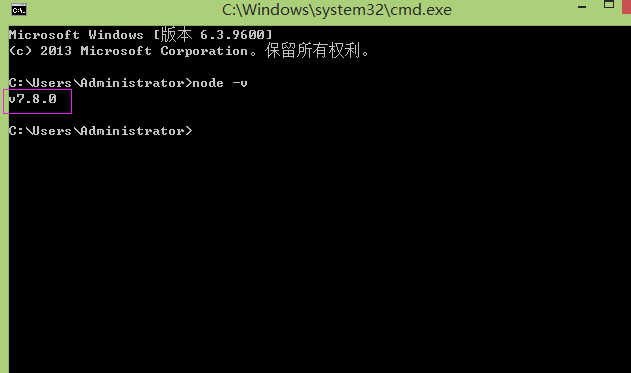 C:\Windows\system32\cmd.exe
Microsoft Windows [版本 6.3.9600]
(c) 2013 Microsoft Corporation。保留所有权利。
C:\Users\Administrator>node -v
v7.8.0
C:\Users\Administrator>